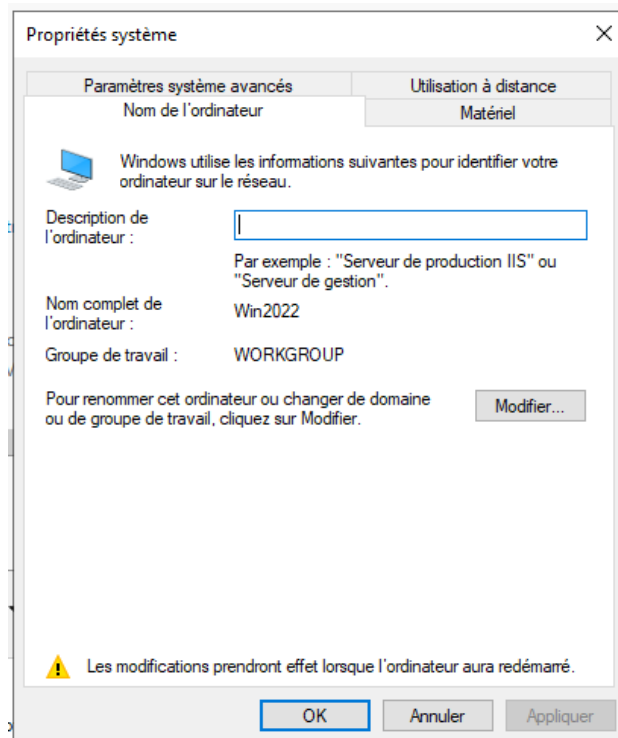 Propriétés système
Paramètres système avancés
Utilisation à distance
Nom de l'ordinateur
Matériel
Windows utilise les informations suivantes pour identifier votre
ordinateur sur le réseau.
Description de
l'ordinateur :
Par exemple : "Serveur de production IIS" ou
"Serveur de gestion".
Nom complet de
l'ordinateur :
Win2022
Groupe de travail :
WORKGROUP
Pour renommer cet ordinateur ou changer de domaine
ou de groupe de travail, cliquez sur Modifier.
Modifier...
Les modifications prendront effet lorsque l'ordinateur aura redémarré.
OK
Annuler
Appliquer